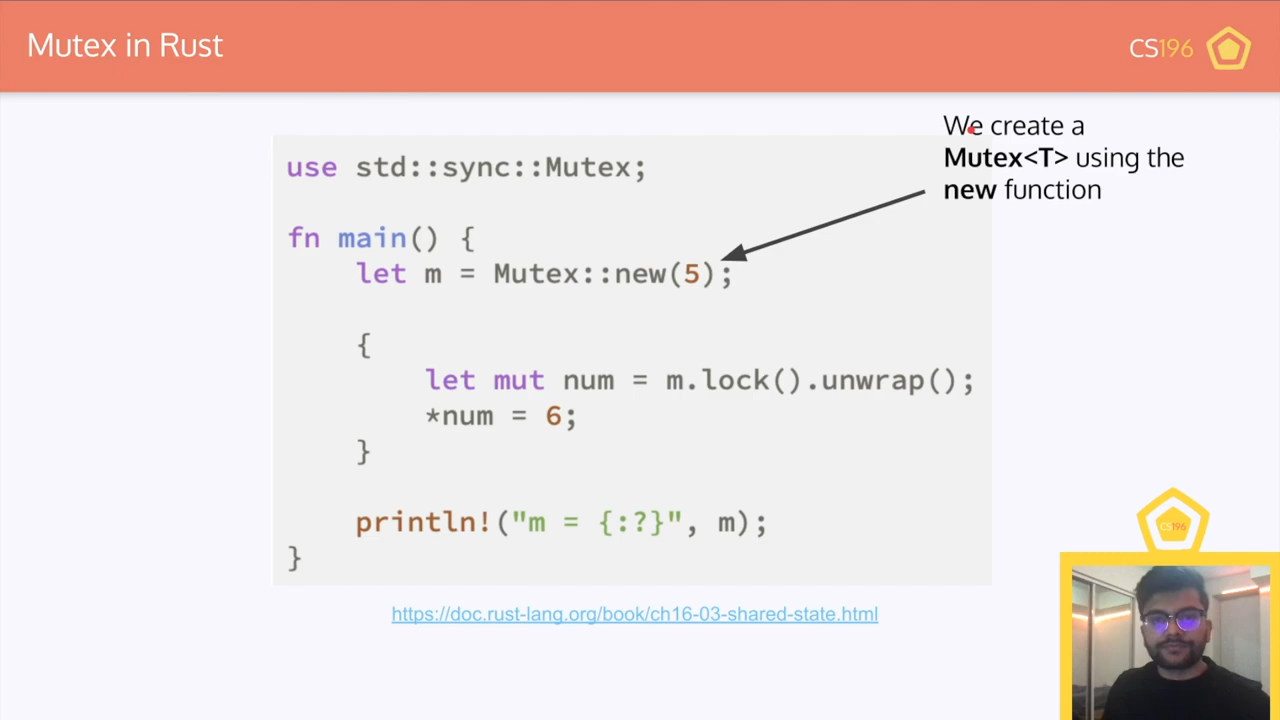 Mutex in Rust
CS196
We create a
Mutex<T> using the
new function
use std::sync::Mutex;
fn main() {
    let m = Mutex::new(5);
    {
        let mut num = m.lock().unwrap();
        *num = 6;
    }
    println!("m = {:?}", m);
}
https://doc.rust-lang.org/book/ch16-03-shared-state.html
CS196